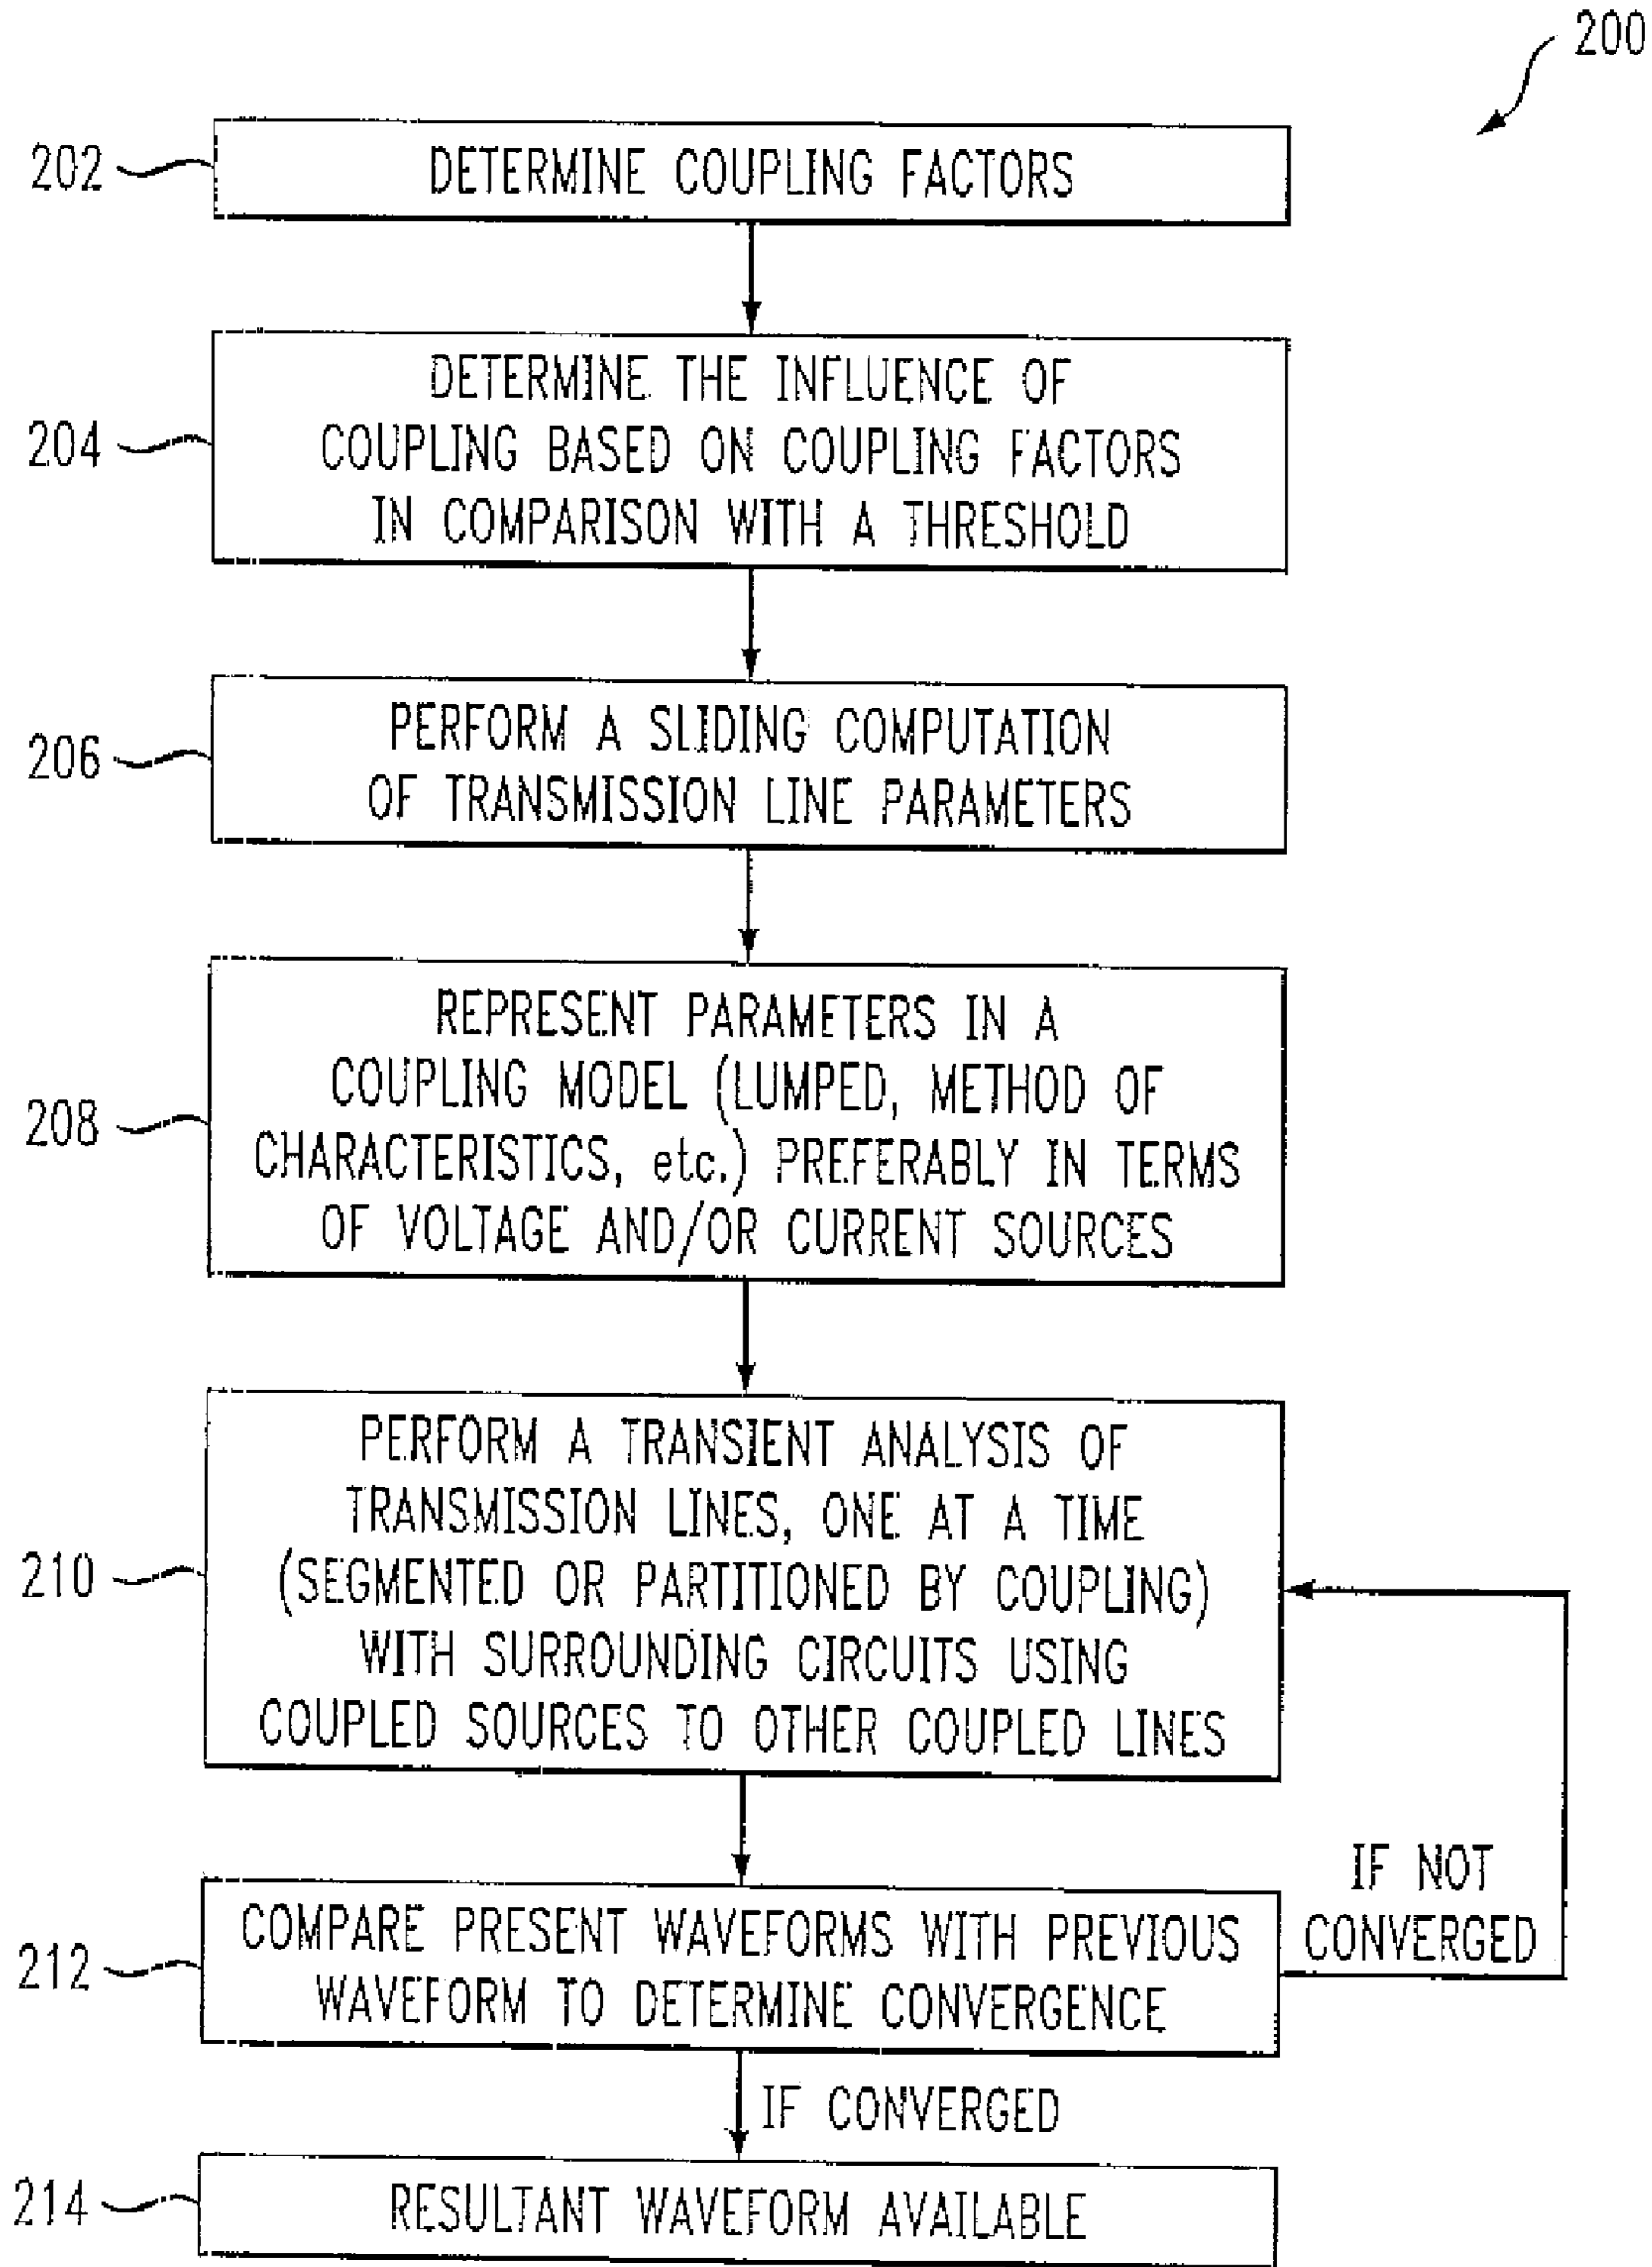 200
202
DETERMINE COUPLING FACTORS
204
DETERMINE THE INFLUENCE OF
COUPLING BASED ON COUPLING FACTORS
IN COMPARISON WITH A THRESHOLD
206
PERFORM A SLIDING COMPUTATION
OF TRANSMISSION LINE PARAMETERS
208
REPRESENT PARAMETERS IN A
COUPLING MODEL (LUMPED, METHOD OF
CHARACTERISTICS, etc.) PREFERABLY IN TERMS
OF VOLTAGE AND/OR CURRENT SOURCES
210
PERFORM A TRANSIENT ANALYSIS OF
TRANSMISSION LINES, ONE AT A TIME
(SEGMENTED OR PARTITIONED BY COUPLING)
WITH SURROUNDING CIRCUITS USING
COUPLED SOURCES TO OTHER COUPLED LINES
212
COMPARE PRESENT WAVEFORMS WITH PREVIOUS
WAVEFORM TO DETERMINE CONVERGENCE
IF NOT
CONVERGED
IF CONVERGED
214
RESULTANT WAVEFORM AVAILABLE